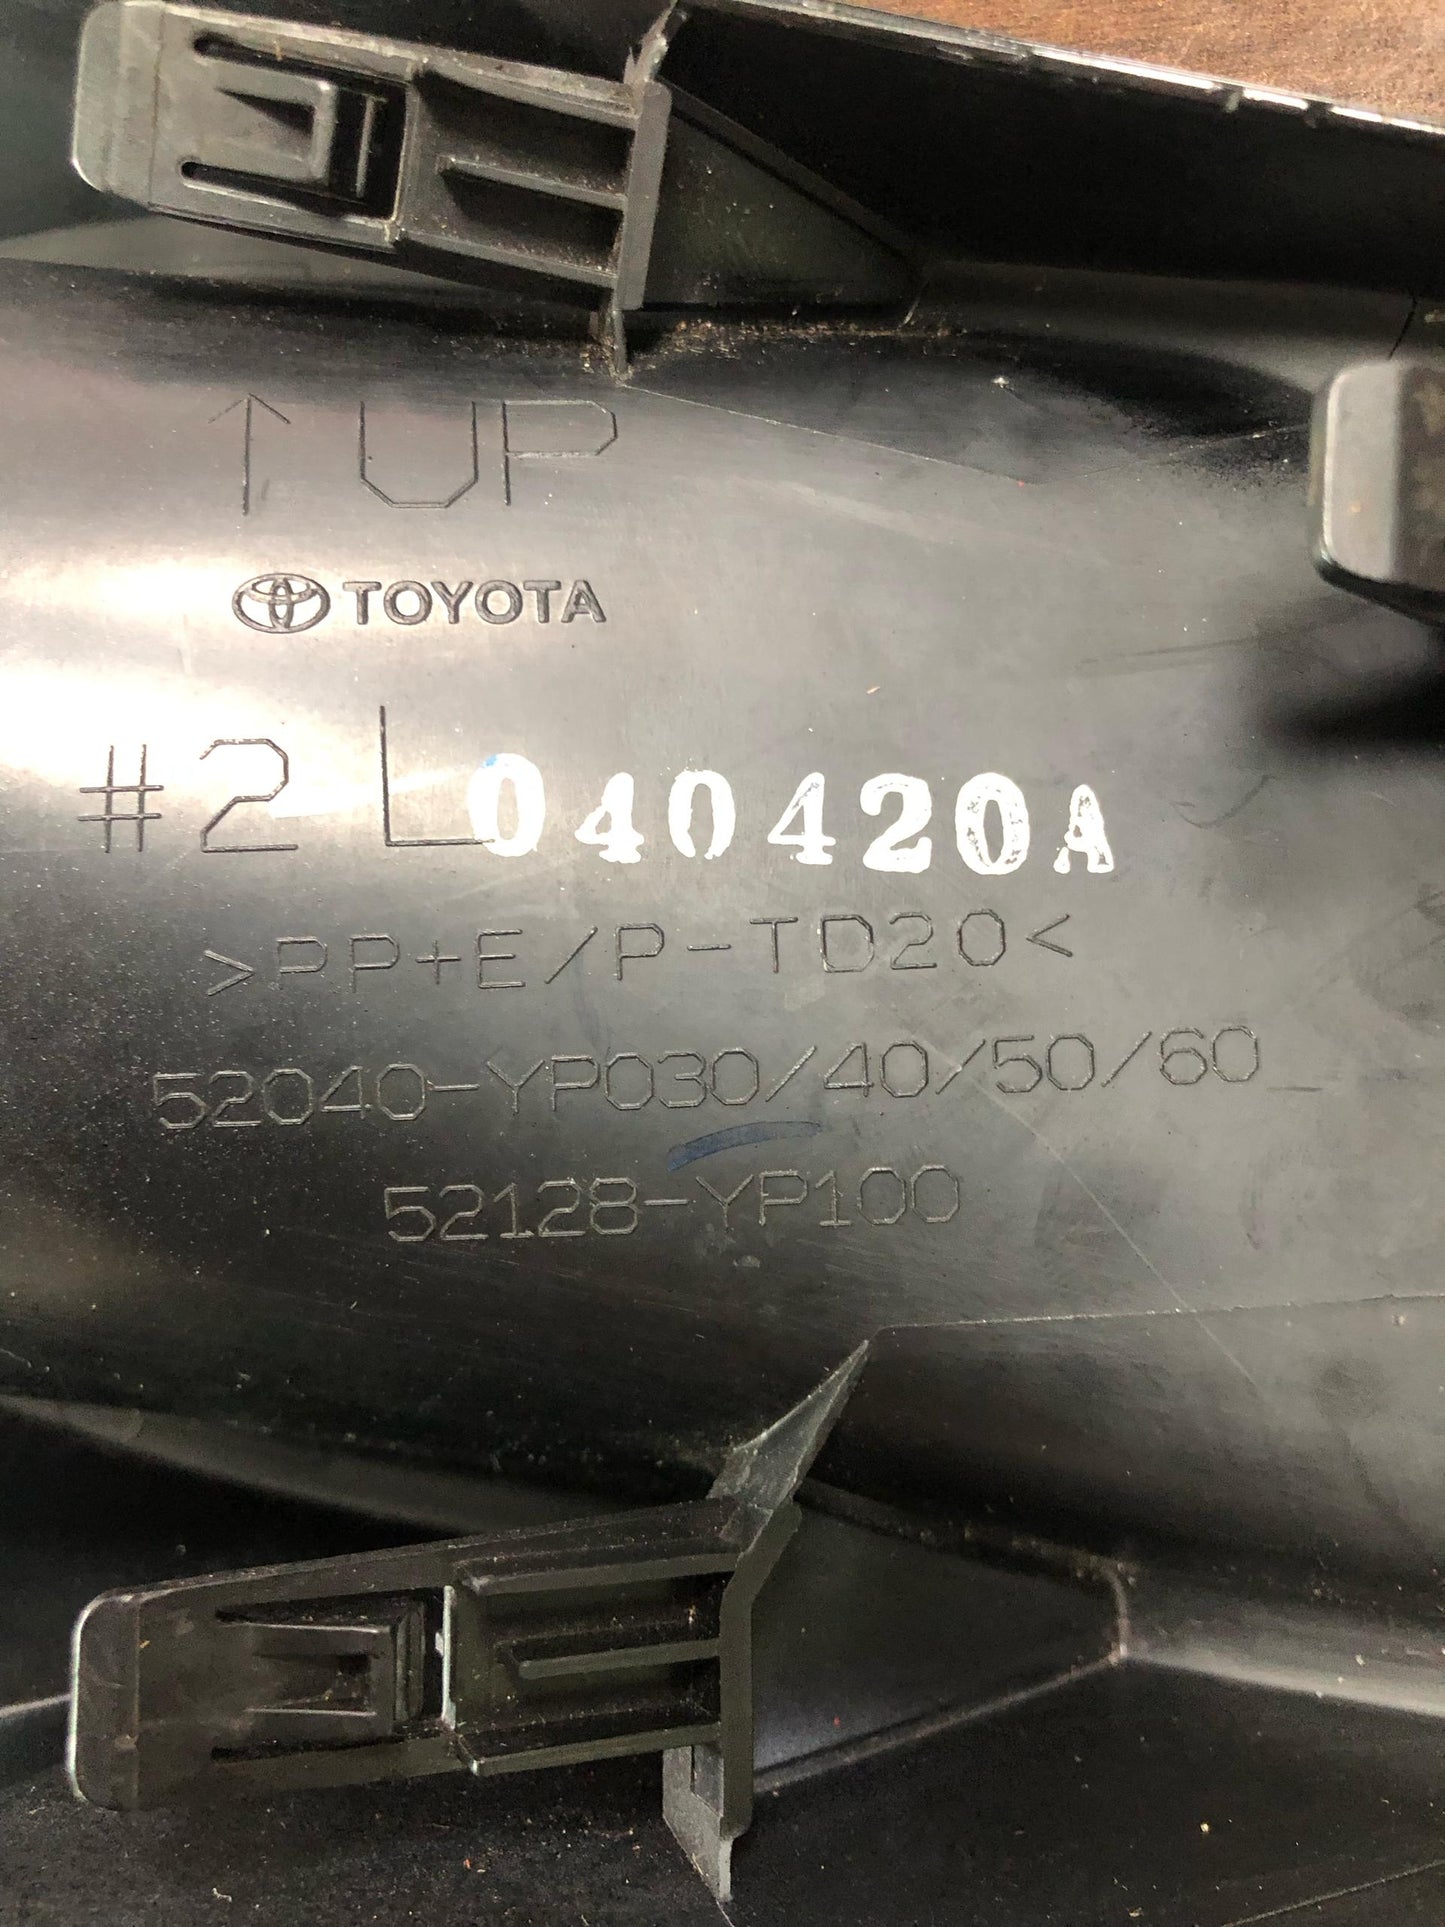 ↑ UP
TOYOTA
#2 L 040420A
>PP+E/P-TD20<
52040-YP030/40/50/60
52128-YP100